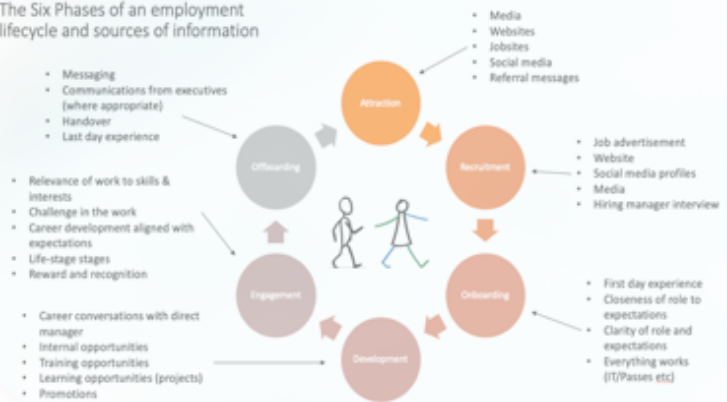 The Six Phases of an employment
lifecycle and sources of information
Media
Websites
Jobsites
Social media
Referral messages
Attraction
Messaging
Communications from executives
(where appropriate)
Handover
Last day experience
Offboarding
Recruitment
Job advertisement
Website
Social media profiles
Media
Hiring manager interview
Relevance of work to skills &
interests
Challenge in the work
Career development aligned with
expectations
Life-stage stages
Reward and recognition
Engagement
Onboarding
First day experience
Closeness of role to
expectations
Clarity of role and
expectations
Everything works
(IT/Passes etc)
Career conversations with direct
manager
Internal opportunities
Training opportunities
Learning opportunities (projects)
Promotions
Development